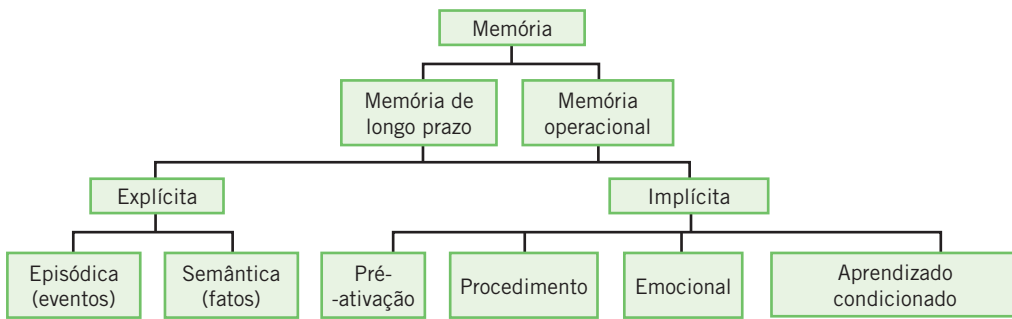 Memória
Memória de
longo prazo
Memória
operacional
Explícita
Implícita
Episódica
(eventos)
Semântica
(fatos)
Pré-
-ativação
Procedimento
Emocional
Aprendizado
condicionado